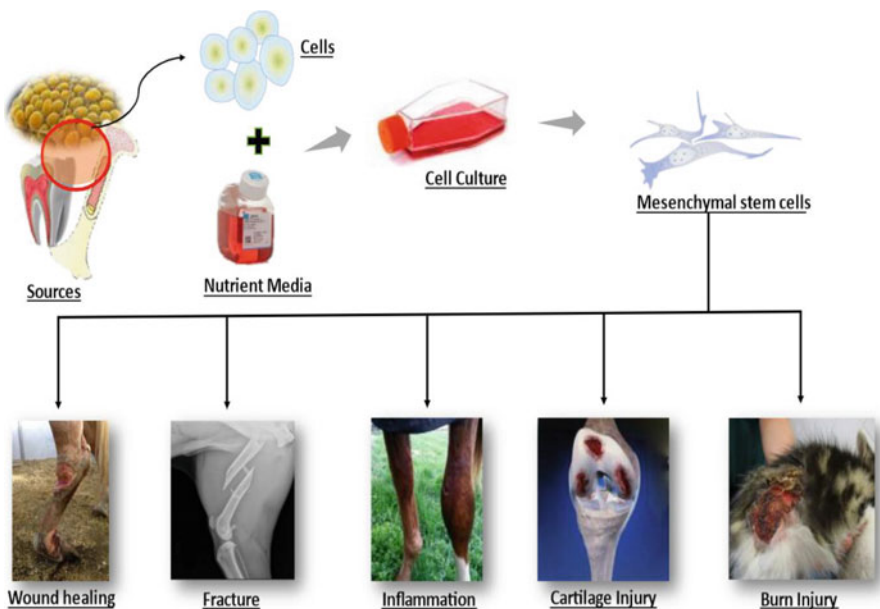 Cells
Cell Culture
Mesenchymal stem cells
Sources
Nutrient Media
Wound healing
Fracture
Inflammation
Cartilage Injury
Burn Injury